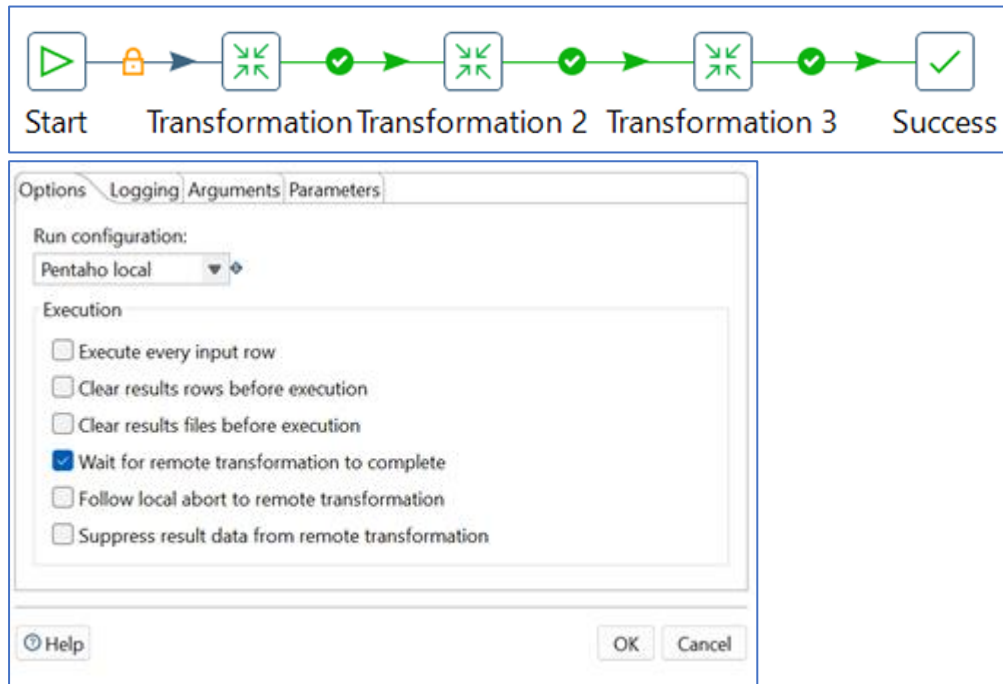 Start Transformation Transformation 2 Transformation 3 Success
Options Logging Arguments Parameters
Run configuration:
Pentaho local
Execution
Execute every input row
Clear results rows before execution
Clear results files before execution
Wait for remote transformation to complete
Follow local abort to remote transformation
Suppress result data from remote transformation
Help OK Cancel